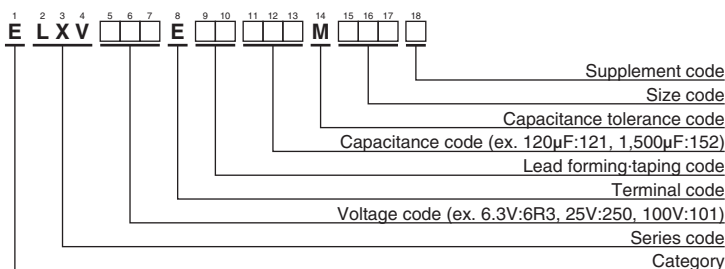 1 2 3 4 5 6 7 8 9 10 11 12 13 14 15 16 17 18
E L X V E M
Supplement code
Size code
Capacitance tolerance code
Capacitance code (ex. 120µF:121, 1,500µF:152)
Lead forming·taping code
Terminal code
Voltage code (ex. 6.3V:6R3, 25V:250, 100V:101)
Series code
Category